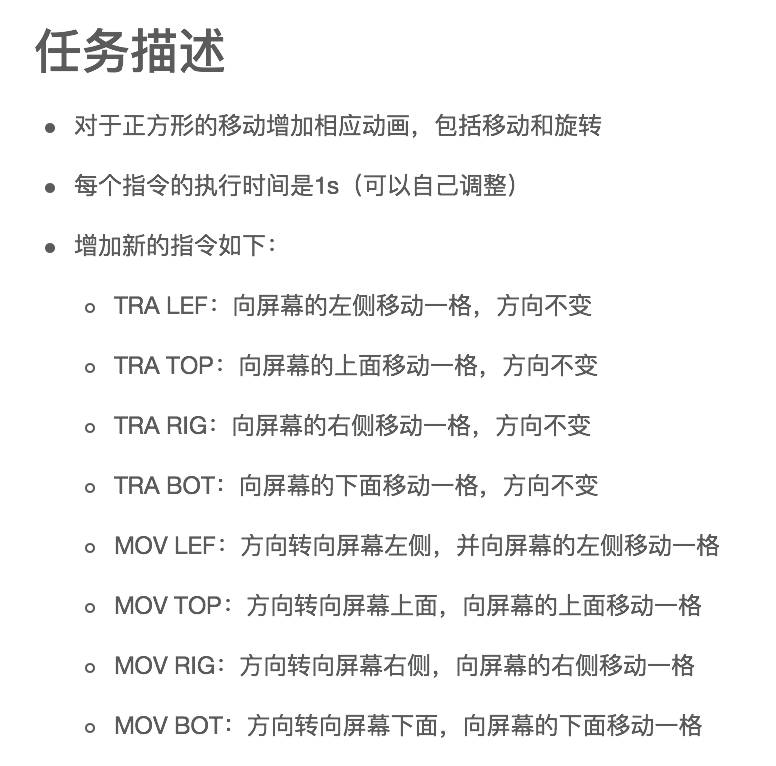 任务描述
对于正方形的移动增加相应动画，包括移动和旋转
每个指令的执行时间是1s（可以自己调整）
增加新的指令如下：
TRA LEF：向屏幕的左侧移动一格，方向不变
TRA TOP：向屏幕的上面移动一格，方向不变
TRA RIG：向屏幕的右侧移动一格，方向不变
TRA BOT：向屏幕的下面移动一格，方向不变
MOV LEF：方向转向屏幕左侧，并向屏幕的左侧移动一格
MOV TOP：方向转向屏幕上面，向屏幕的上面移动一格
MOV RIG：方向转向屏幕右侧，向屏幕的右侧移动一格
MOV BOT：方向转向屏幕下面，向屏幕的下面移动一格